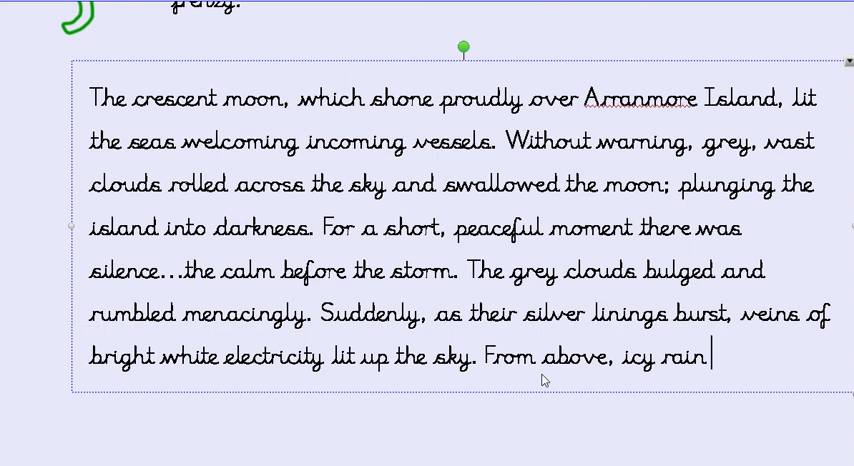 frenzy.
The crescent moon, which shone proudly over Arranmore Island, lit
the seas welcoming incoming vessels. Without warning, grey, vast
clouds rolled across the sky and swallowed the moon; plunging the
island into darkness. For a short, peaceful moment there was
silence...the calm before the storm. The grey clouds bulged and
rumbled menacingly. Suddenly, as their silver linings burst, veins of
bright white electricity lit up the sky. From above, icy rain